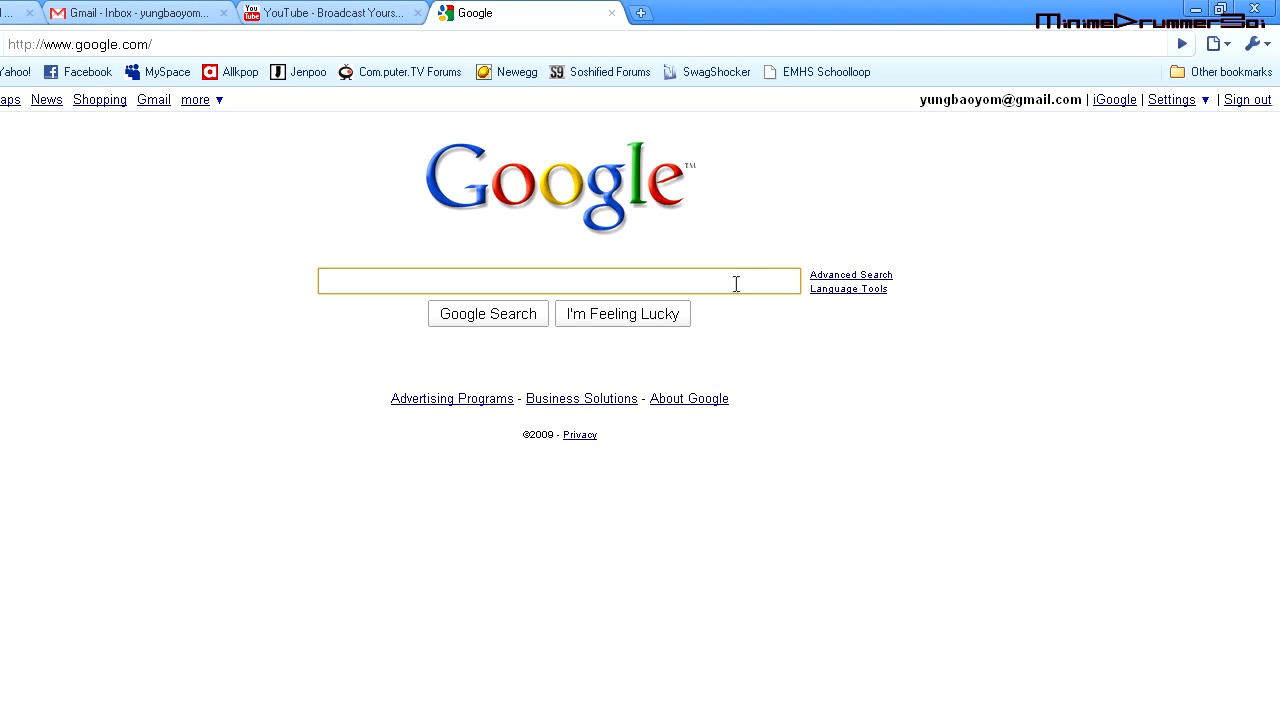 ... Gmail - Inbox - yungbaoyom... YouTube - Broadcast Yours... Google
MinimeDrummerBoi
http://www.google.com/
Yahoo! Facebook MySpace Allkpop Jenpoo Com.puter.TV Forums Newegg Soshified Forums SwagShocker EMHS Schoolloop Other bookmarks
aps News Shopping Gmail more ▼ yungbaoyom@gmail.com | iGoogle | Settings ▼ | Sign out
Google™
Advanced Search
Language Tools
Google Search I'm Feeling Lucky
Advertising Programs - Business Solutions - About Google
©2009 - Privacy